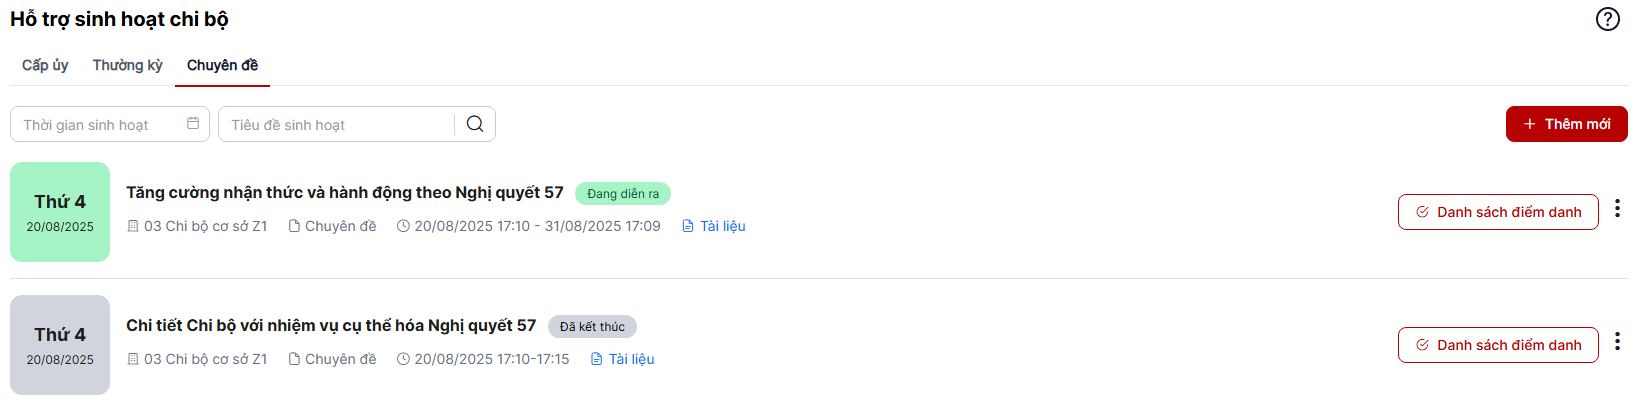 Hỗ trợ sinh hoạt chi bộ
Cấp ủy Thường kỳ Chuyên đề
Thời gian sinh hoạt Tiêu đề sinh hoạt + Thêm mới
Thứ 4
20/08/2025
Tăng cường nhận thức và hành động theo Nghị quyết 57 Đang diễn ra
03 Chi bộ cơ sở Z1 Chuyên đề 20/08/2025 17:10 - 31/08/2025 17:09 Tài liệu
Danh sách điểm danh
Thứ 4
20/08/2025
Chi tiết Chi bộ với nhiệm vụ cụ thể hóa Nghị quyết 57 Đã kết thúc
03 Chi bộ cơ sở Z1 Chuyên đề 20/08/2025 17:10-17:15 Tài liệu
Danh sách điểm danh